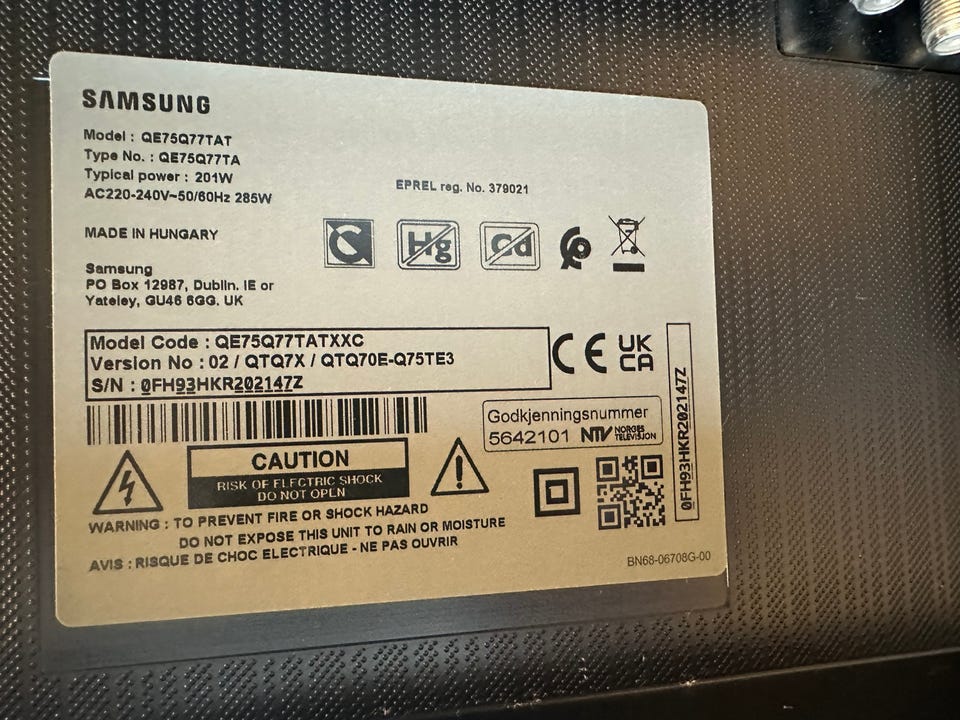 SAMSUNG
Model : QE75Q77TAT
Type No. : QE75Q77TA
Typical power : 201W
AC220-240V~50/60Hz 285W
EPREL reg. No. 379021
MADE IN HUNGARY
Hg
Cd
Samsung
PO Box 12987, Dublin. IE or
Yateley, GU46 6GG. UK
Model Code : QE75Q77TATXXC
Version No : 02 / QTQ7X / QTQ70E-Q75TE3
S/N : 0FH93HKR202147Z
CE
UK
CA
0FH93HKR202147Z
Godkjenningsnummer
5642101 NTV NORGES
TELEVISJON
CAUTION
RISK OF ELECTRIC SHOCK
DO NOT OPEN
WARNING : TO PREVENT FIRE OR SHOCK HAZARD
DO NOT EXPOSE THIS UNIT TO RAIN OR MOISTURE
AVIS : RISQUE DE CHOC ELECTRIQUE - NE PAS OUVRIR
BN68-06708G-00